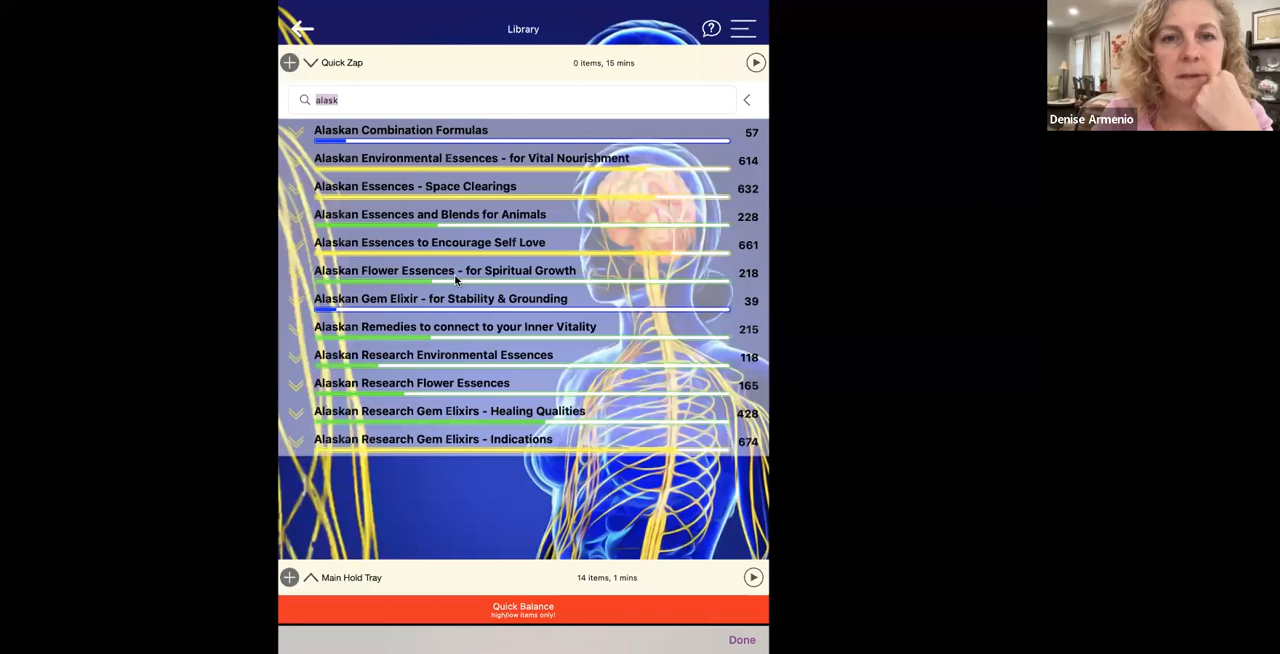 Library
Quick Zap
0 items, 15 mins
alask
Alaskan Combination Formulas 57
Alaskan Environmental Essences - for Vital Nourishment 614
Alaskan Essences - Space Clearings 632
Alaskan Essences and Blends for Animals 228
Alaskan Essences to Encourage Self Love 661
Alaskan Flower Essences - for Spiritual Growth 218
Alaskan Gem Elixir - for Stability & Grounding 39
Alaskan Remedies to connect to your Inner Vitality 215
Alaskan Research Environmental Essences 118
Alaskan Research Flower Essences 165
Alaskan Research Gem Elixirs - Healing Qualities 428
Alaskan Research Gem Elixirs - Indications 674
Main Hold Tray
14 items, 1 mins
Quick Balance
high/low items only!
Done
Denise Armenio